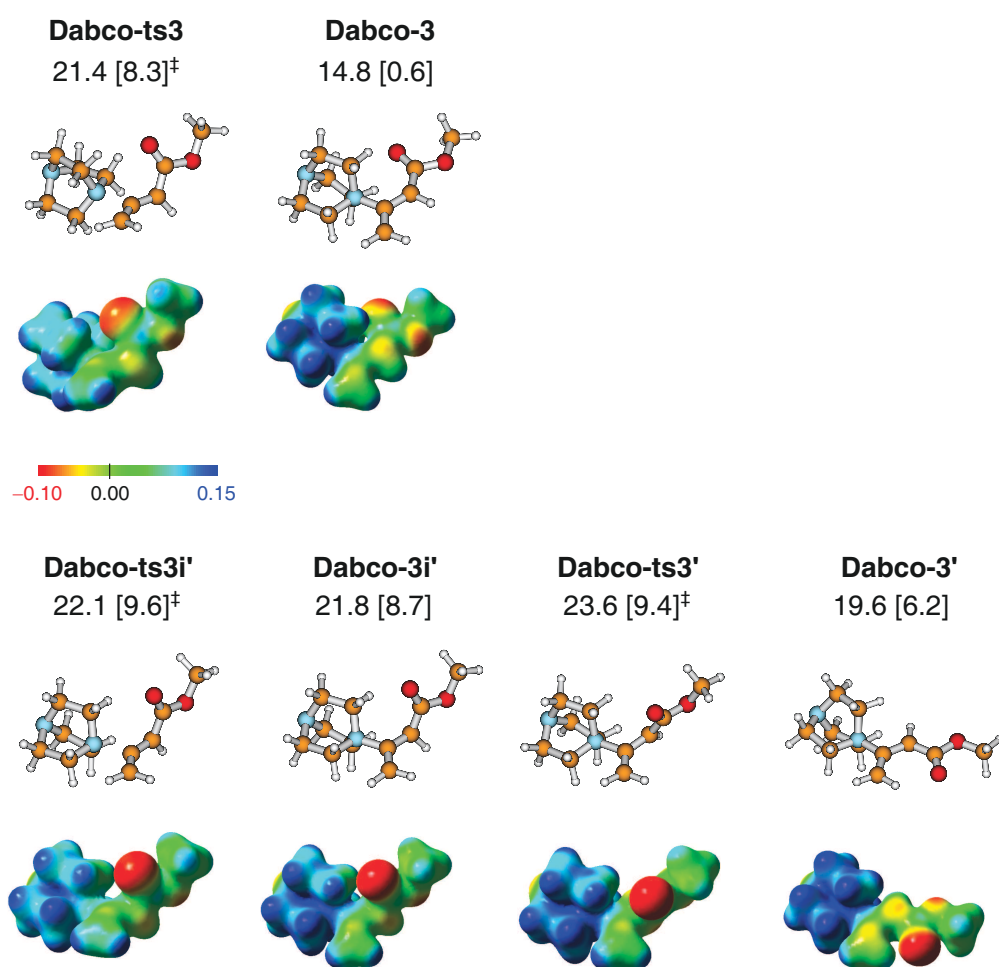 Dabco-ts3 Dabco-3
21.4 [8.3]‡ 14.8 [0.6]
−0.10 0.00 0.15
Dabco-ts3i' Dabco-3i' Dabco-ts3' Dabco-3'
22.1 [9.6]‡ 21.8 [8.7] 23.6 [9.4]‡ 19.6 [6.2]